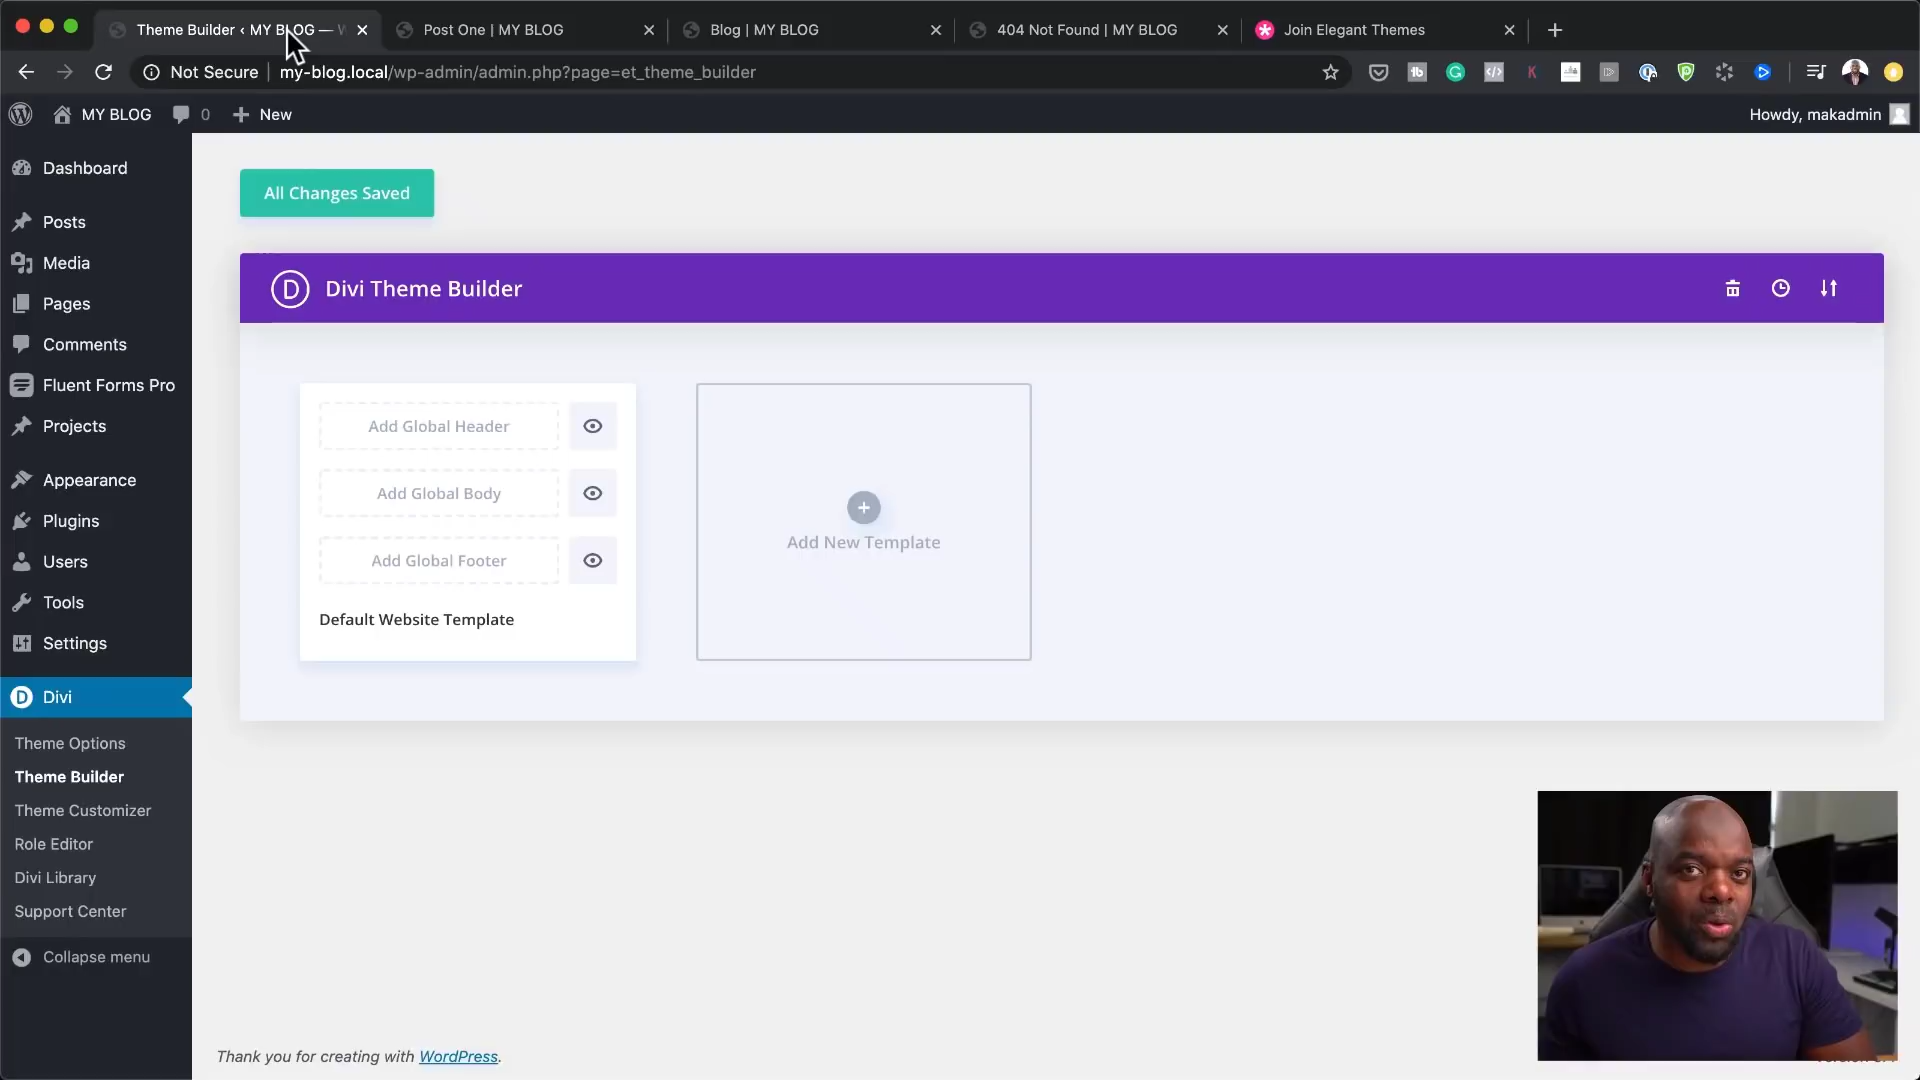 Theme Builder ‹ MY BLOG —
Post One | MY BLOG
Blog | MY BLOG
404 Not Found | MY BLOG
Join Elegant Themes
Not Secure
my-blog.local/wp-admin/admin.php?page=et_theme_builder
MY BLOG
0
New
Howdy, makadmin
Dashboard
Posts
Media
Pages
Comments
Fluent Forms Pro
Projects
Appearance
Plugins
Users
Tools
Settings
Divi
Theme Options
Theme Builder
Theme Customizer
Role Editor
Divi Library
Support Center
Collapse menu
All Changes Saved
D
Divi Theme Builder
Add Global Header
Add Global Body
Add Global Footer
Default Website Template
Add New Template
Thank you for creating with WordPress.